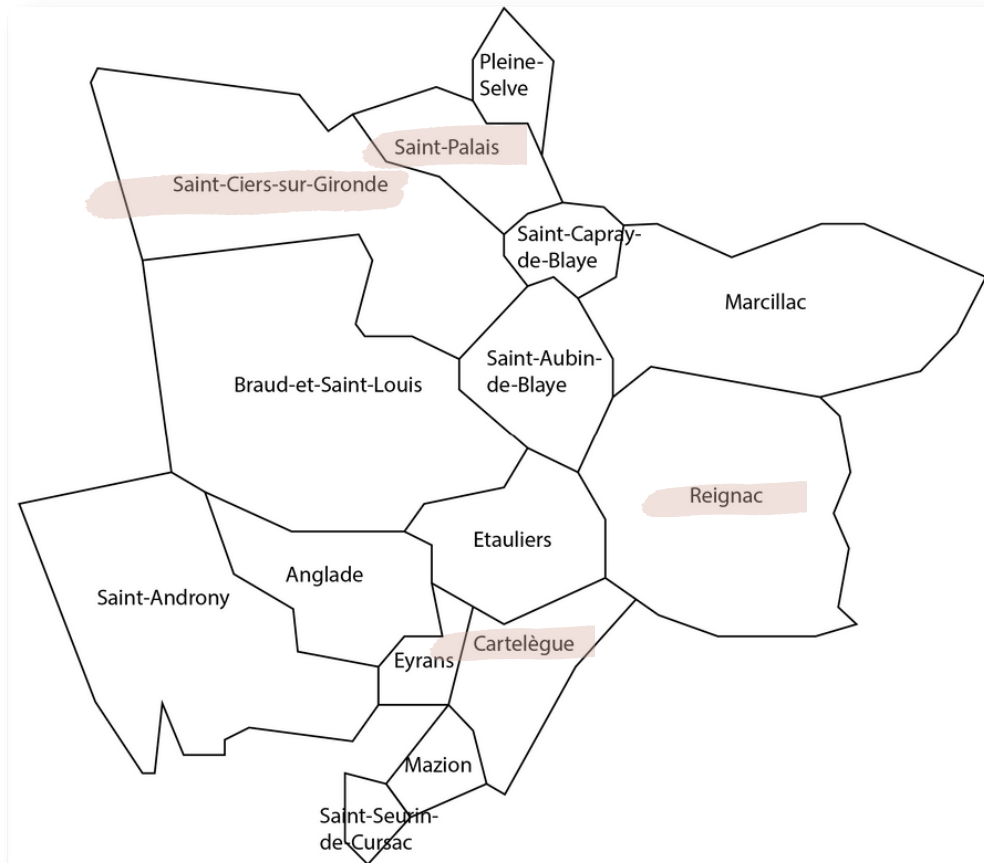 Pleine-
Selve
Saint-Palais
Saint-Ciers-sur-Gironde
Saint-Capray-
de-Blaye
Marcillac
Saint-Aubin-
de-Blaye
Braud-et-Saint-Louis
Reignac
Etauliers
Anglade
Saint-Androny
Cartelègue
Eyrans
Mazion
Saint-Seurin-
de-Cursac